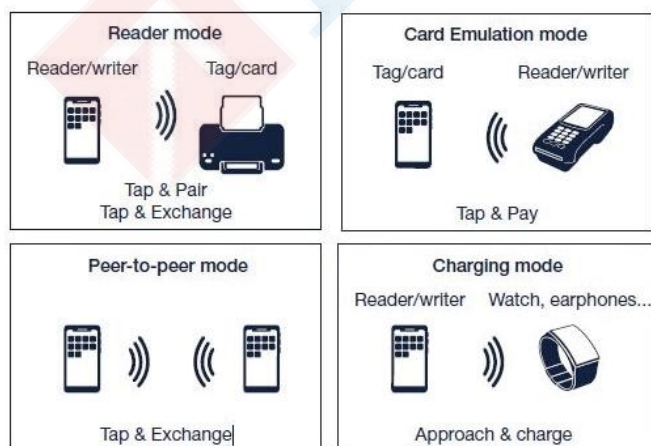 Reader mode
Reader/writer Tag/card
Tap & Pair
Tap & Exchange
Card Emulation mode
Tag/card Reader/writer
Tap & Pay
Peer-to-peer mode
Tap & Exchange
Charging mode
Reader/writer Watch, earphones...
Approach & charge